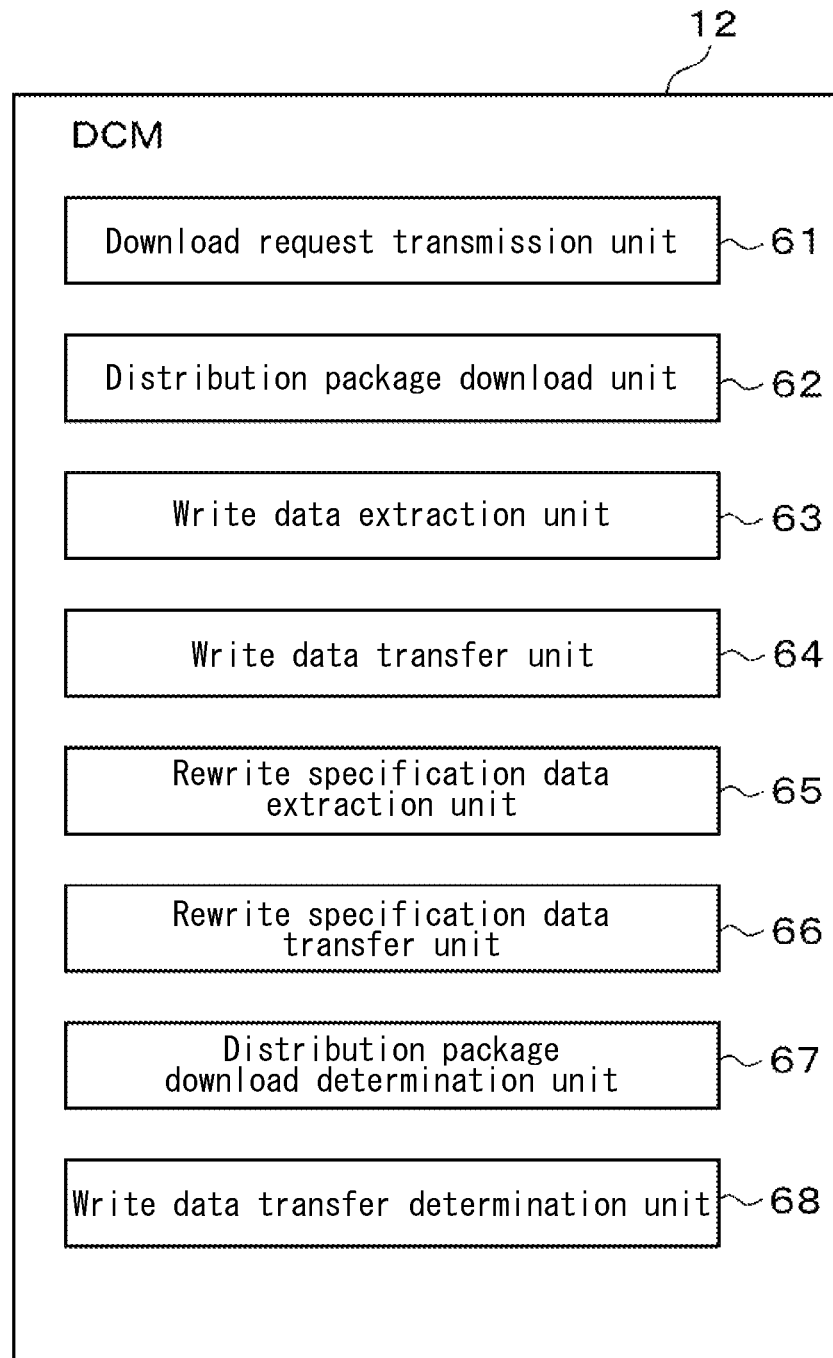 12
DCM
Download request transmission unit
61
Distribution package download unit
62
Write data extraction unit
63
Write data transfer unit
64
Rewrite specification data
extraction unit
65
Rewrite specification data
transfer unit
66
Distribution package
download determination unit
67
Write data transfer determination unit
68